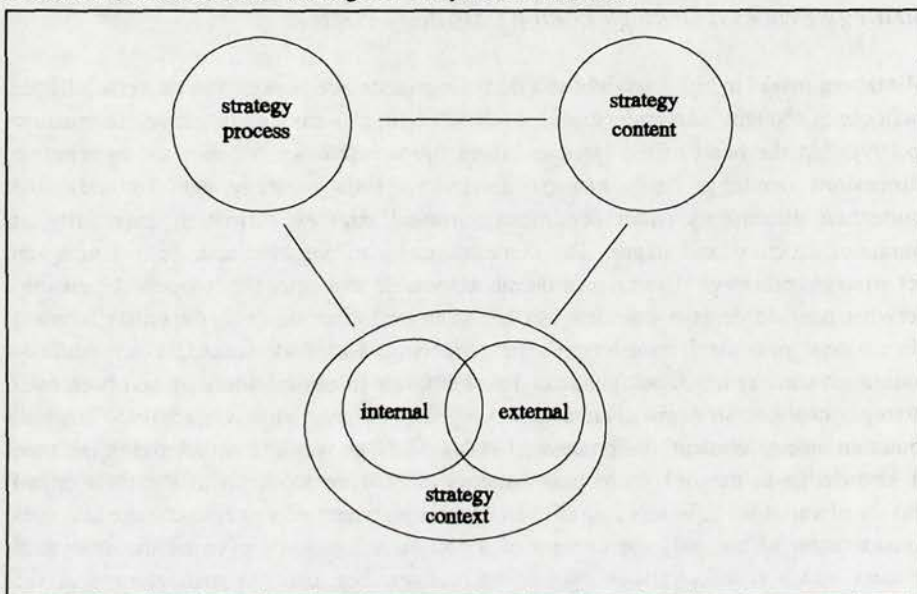 strategy
process
strategy
content
internal
external
strategy
context